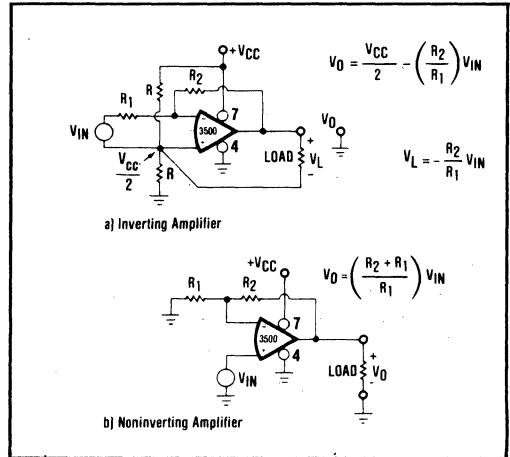 +VCC
R2
R
R1
7
-
3500
+
4
VIN
VCC
2
R
LOAD
+
VL
-
VO
VO = VCC/2 - (R2/R1) VIN
VL = - R2/R1 VIN
a) Inverting Amplifier
+VCC
R1
R2
7
-
3500
+
4
VIN
LOAD
+
VO
-
VO = (R2 + R1/R1) VIN
b) Noninverting Amplifier